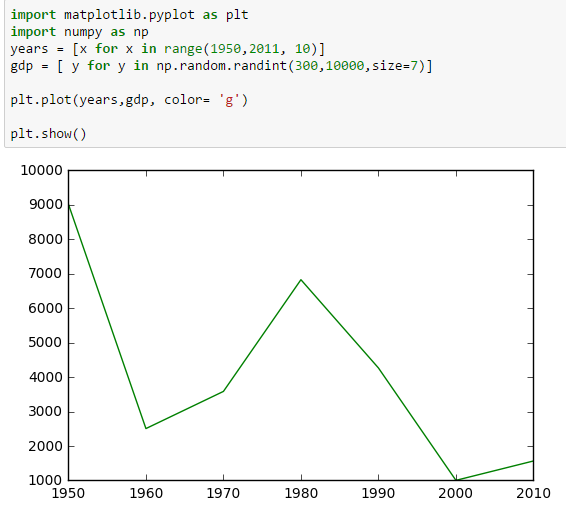 import matplotlib.pyplot as plt
import numpy as np
years = [x for x in range(1950,2011, 10)]
gdp = [ y for y in np.random.randint(300,10000,size=7)]
plt.plot(years,gdp, color= 'g')
plt.show()
10000
9000
8000
7000
6000
5000
4000
3000
2000
1000
1950 1960 1970 1980 1990 2000 2010